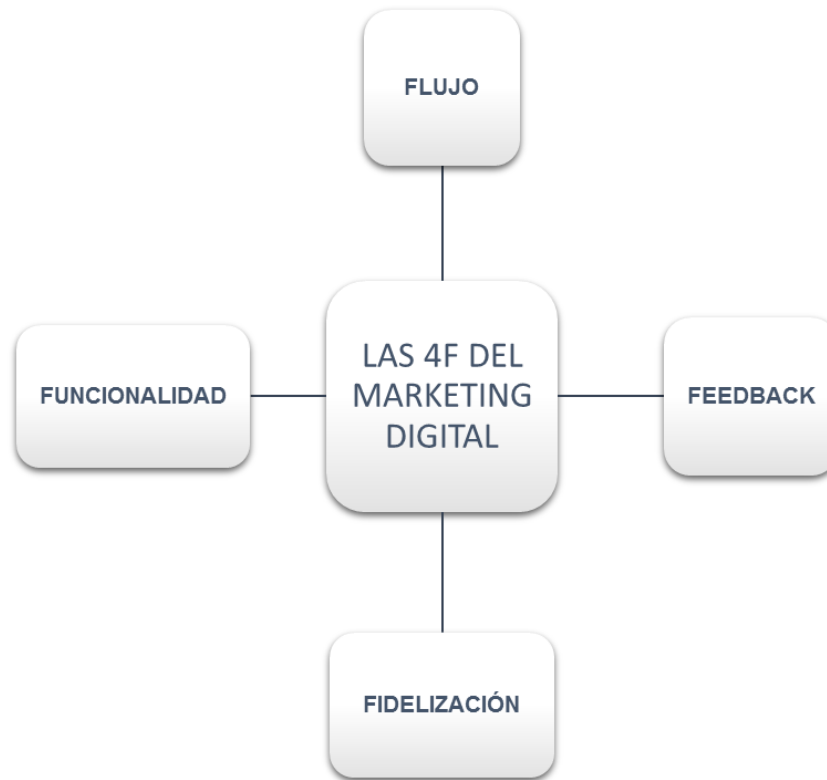 FLUJO
FUNCIONALIDAD
LAS 4F DEL
MARKETING
DIGITAL
FEEDBACK
FIDELIZACIÓN